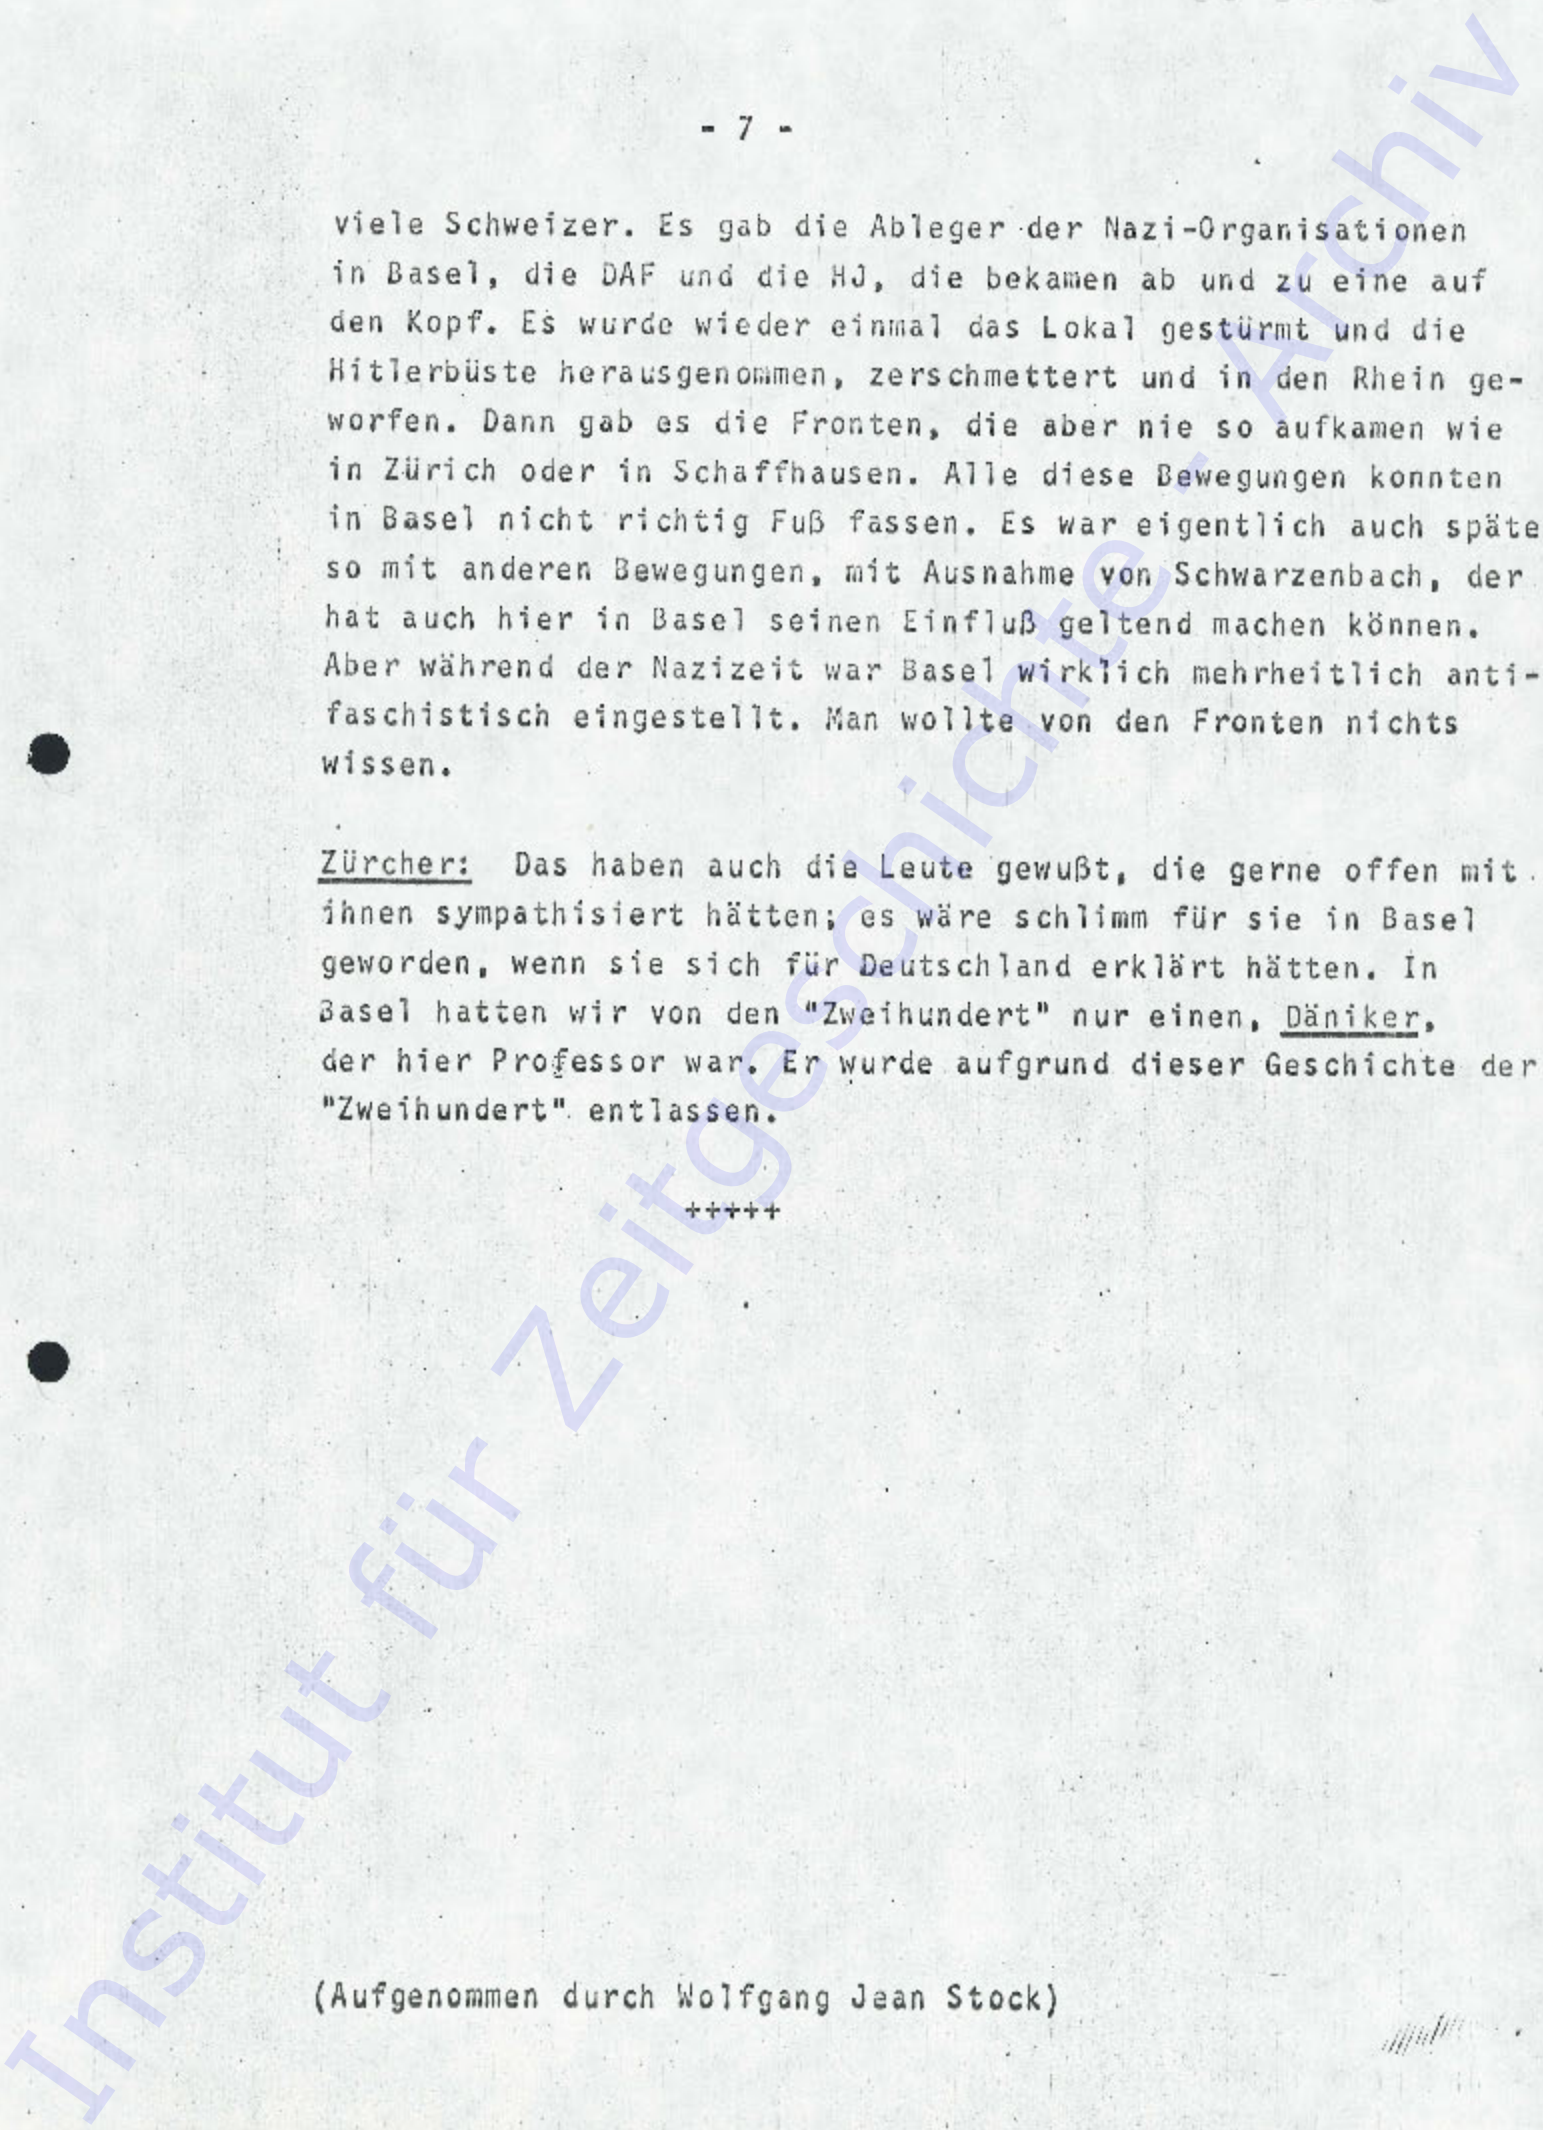 - 7 -
viele Schweizer. Es gab die Ableger der Nazi-Organisationen
in Basel, die DAF und die HJ, die bekamen ab und zu eine auf
den Kopf. Es wurde wieder einmal das Lokal gestürmt und die
Hitlerbüste herausgenommen, zerschmettert und in den Rhein ge-
worfen. Dann gab es die Fronten, die aber nie so aufkamen wie
in Zürich oder in Schaffhausen. Alle diese Bewegungen konnten
in Basel nicht richtig Fuß fassen. Es war eigentlich auch späte
so mit anderen Bewegungen, mit Ausnahme von Schwarzenbach, der
hat auch hier in Basel seinen Einfluß geltend machen können.
Aber während der Nazizeit war Basel wirklich mehrheitlich anti-
faschistisch eingestellt. Man wollte von den Fronten nichts
wissen.
Zürcher: Das haben auch die Leute gewußt, die gerne offen mit
ihnen sympathisiert hätten; es wäre schlimm für sie in Basel
geworden, wenn sie sich für Deutschland erklärt hätten. In
Basel hatten wir von den "Zweihundert" nur einen, Däniker,
der hier Professor war. Er wurde aufgrund dieser Geschichte der
"Zweihundert" entlassen.
+++++
(Aufgenommen durch Wolfgang Jean Stock)
Institut für Zeitgeschichte - Archiv